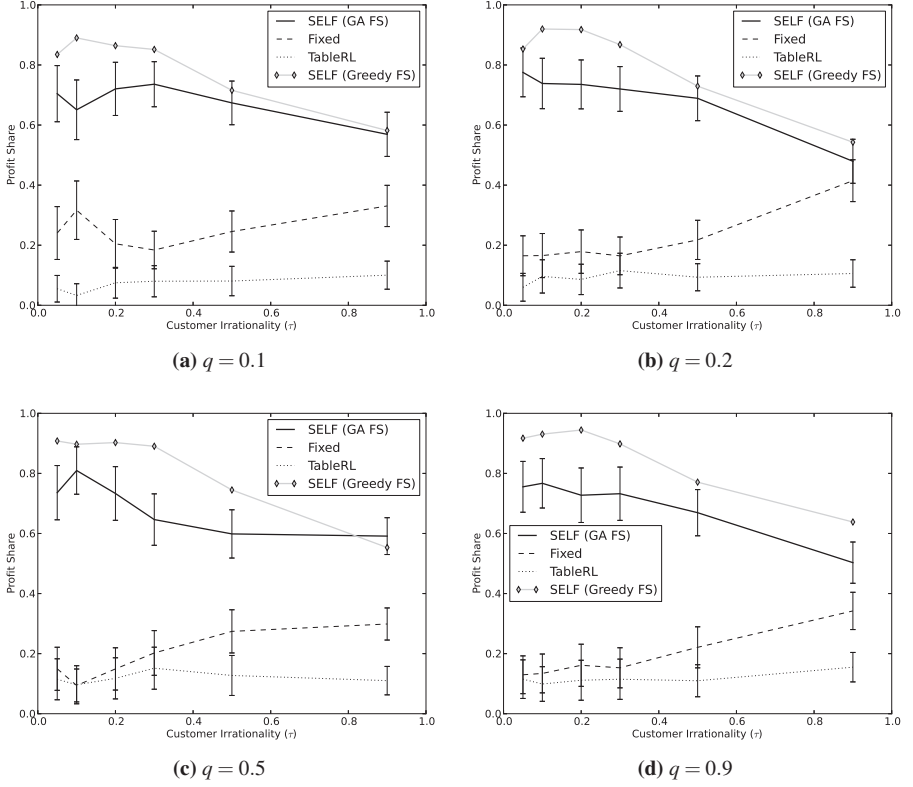 1.0
0.8
0.6
0.4
0.2
0.0
Profit Share
SELF (GA FS)
Fixed
TableRL
SELF (Greedy FS)
0.0 0.2 0.4 0.6 0.8 1.0
Customer Irrationality (τ)
(a) q = 0.1
1.0
0.8
0.6
0.4
0.2
0.0
Profit Share
SELF (GA FS)
Fixed
TableRL
SELF (Greedy FS)
0.0 0.2 0.4 0.6 0.8 1.0
Customer Irrationality (τ)
(b) q = 0.2
1.0
0.8
0.6
0.4
0.2
0.0
Profit Share
SELF (GA FS)
Fixed
TableRL
SELF (Greedy FS)
0.0 0.2 0.4 0.6 0.8 1.0
Customer Irrationality (τ)
(c) q = 0.5
1.0
0.8
0.6
0.4
0.2
0.0
Profit Share
SELF (GA FS)
Fixed
TableRL
SELF (Greedy FS)
0.0 0.2 0.4 0.6 0.8 1.0
Customer Irrationality (τ)
(d) q = 0.9